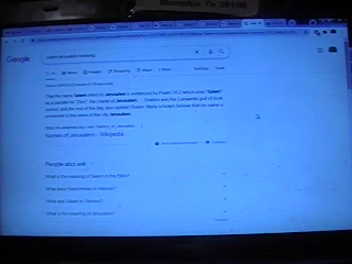 Memphis Tn 38108
Google
salem jerusalem meaning
All Images Shopping Maps More Settings Tools
That the name Salem refers to Jerusalem is evidenced by Psalm 76:2 which uses "Salem"
as a parallel for "Zion", the citadel of Jerusalem. ... Shalim was the Canaanite god of dusk,
sunset, and the end of the day, also spelled Shalem. Many scholars believe that his name is
preserved in the name of the city Jerusalem.
Names of Jerusalem - Wikipedia
People also ask
What is the meaning of Salem in the Bible?
What does Salem mean in Hebrew?
What was Salem in Genesis?
What is the meaning of Jerusalem?